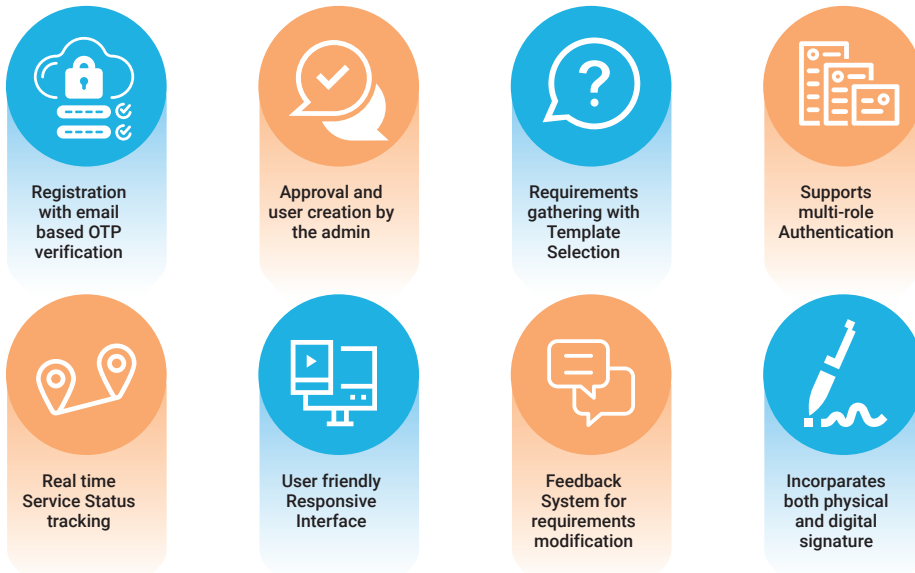 Registration
with email
based OTP
verification
Approval and
user creation by
the admin
Requirements
gathering with
Template
Selection
Supports
multi-role
Authentication
Real time
Service Status
tracking
User friendly
Responsive
Interface
Feedback
System for
requirements
modification
Incorparates
both physical
and digital
signature